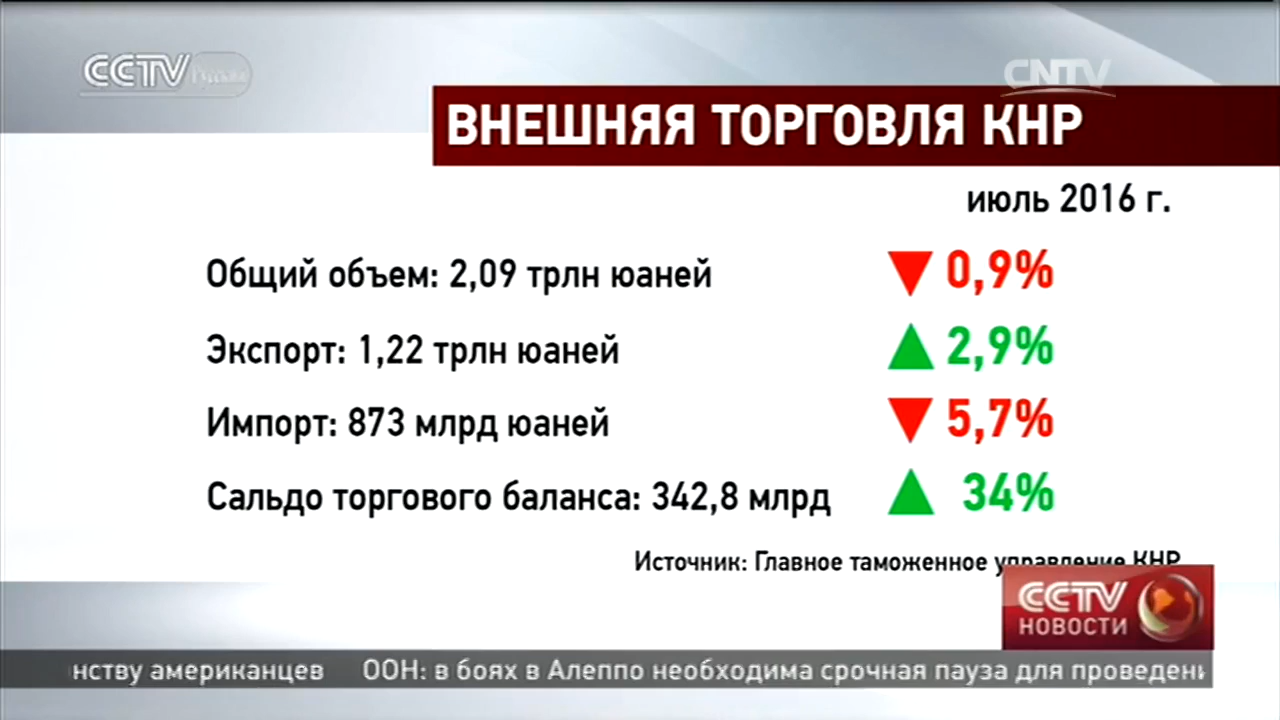 CCTV Русский
CNTV
ВНЕШНЯЯ ТОРГОВЛЯ КНР
июль 2016 г.
Общий объем: 2,09 трлн юаней ▼ 0,9%
Экспорт: 1,22 трлн юаней ▲ 2,9%
Импорт: 873 млрд юаней ▼ 5,7%
Сальдо торгового баланса: 342,8 млрд ▲ 34%
Источник: Главное таможенное управление КНР
CCTV
НОВОСТИ
нству американцев ООН: в боях в Алеппо необходима срочная пауза для проведени